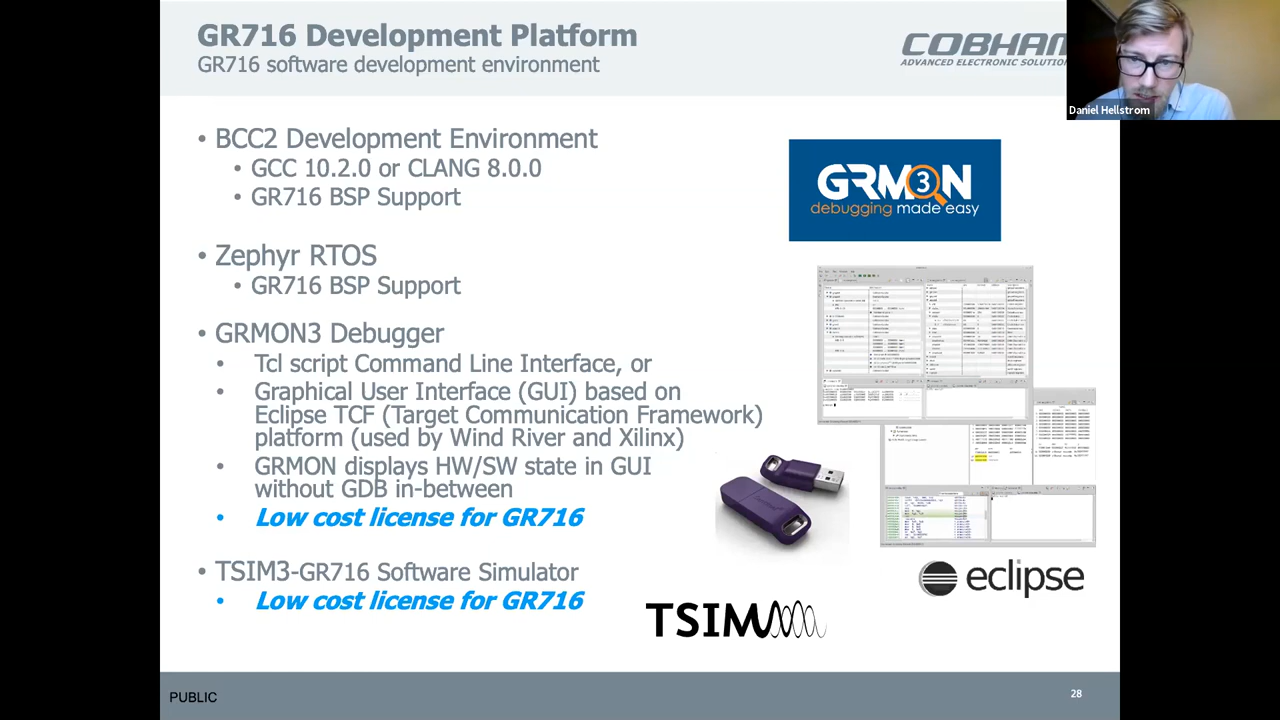 GR716 Development Platform
GR716 software development environment
COBHAM
ADVANCED ELECTRONIC SOLUTIONS
Daniel Hellstrom
• BCC2 Development Environment
• GCC 10.2.0 or CLANG 8.0.0
• GR716 BSP Support
• Zephyr RTOS
• GR716 BSP Support
• GRMON3 Debugger
• Tcl script Command Line Interface, or
• Graphical User Interface (GUI) based on
Eclipse TCF (Target Communication Framework)
platform (used by Wind River and Xilinx)
• GRMON displays HW/SW state in GUI
without GDB in-between
• Low cost license for GR716
• TSIM3-GR716 Software Simulator
• Low cost license for GR716
GRMON 3
debugging made easy
eclipse
TSIM
PUBLIC
28